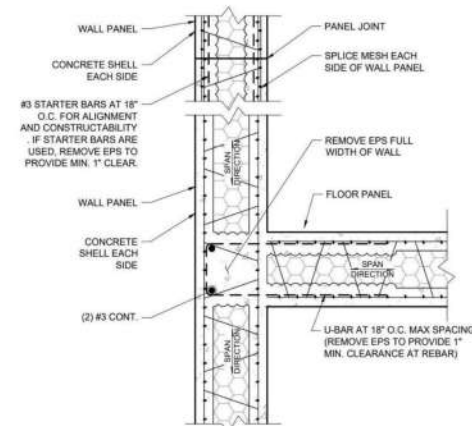 WALL PANEL
CONCRETE SHELL
EACH SIDE
#3 STARTER BARS AT 18"
O.C. FOR ALIGNMENT
AND CONSTRUCTABILITY
. IF STARTER BARS ARE
USED, REMOVE EPS TO
PROVIDE MIN. 1" CLEAR.
WALL PANEL
CONCRETE
SHELL EACH
SIDE
(2) #3 CONT.
PANEL JOINT
SPLICE MESH EACH
SIDE OF WALL PANEL
REMOVE EPS FULL
WIDTH OF WALL
FLOOR PANEL
SPAN
DIRECTION
SPAN
DIRECTION
SPAN
DIRECTION
U-BAR AT 18" O.C. MAX SPACING
(REMOVE EPS TO PROVIDE 1"
MIN. CLEARANCE AT REBAR)